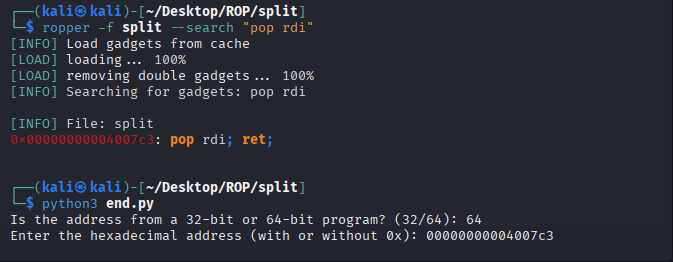 ┌──(kali㉿kali)-[~/Desktop/ROP/split]
└─$ ropper -f split --search "pop rdi"
[INFO] Load gadgets from cache
[LOAD] loading... 100%
[LOAD] removing double gadgets... 100%
[INFO] Searching for gadgets: pop rdi
[INFO] File: split
0x00000000004007c3: pop rdi; ret;
┌──(kali㉿kali)-[~/Desktop/ROP/split]
└─$ python3 end.py
Is the address from a 32-bit or 64-bit program? (32/64): 64
Enter the hexadecimal address (with or without 0x): 00000000004007c3